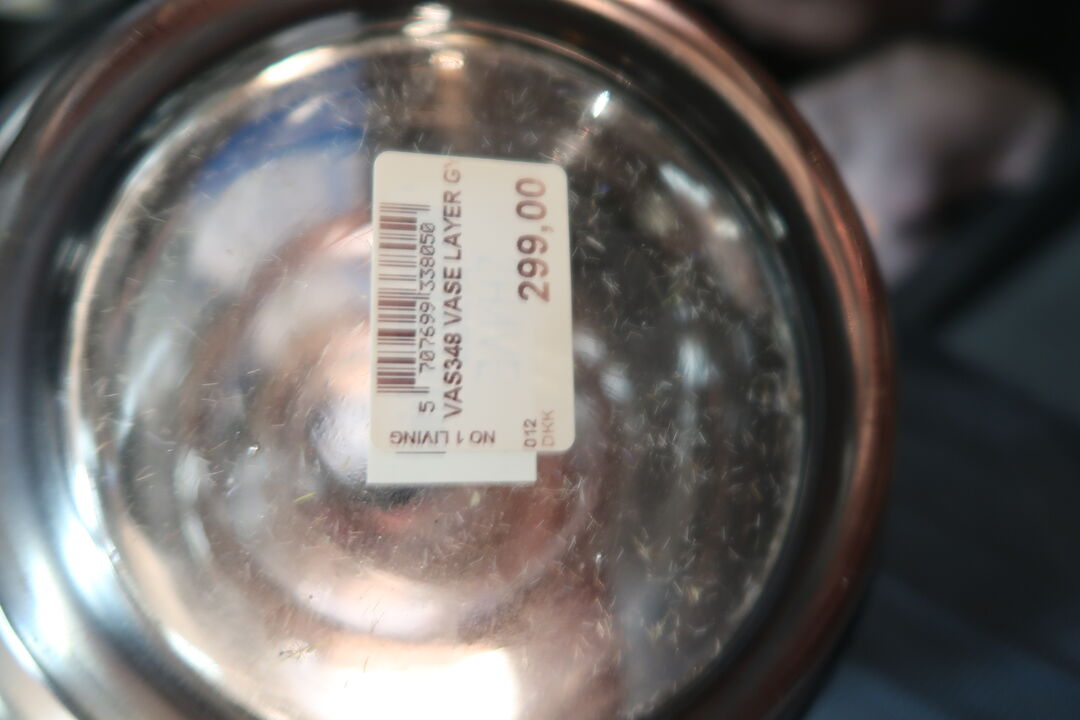 299,00
VAS348 VASE LAYER G
5 707699 338050
NO 1 LIVING
012
DKK